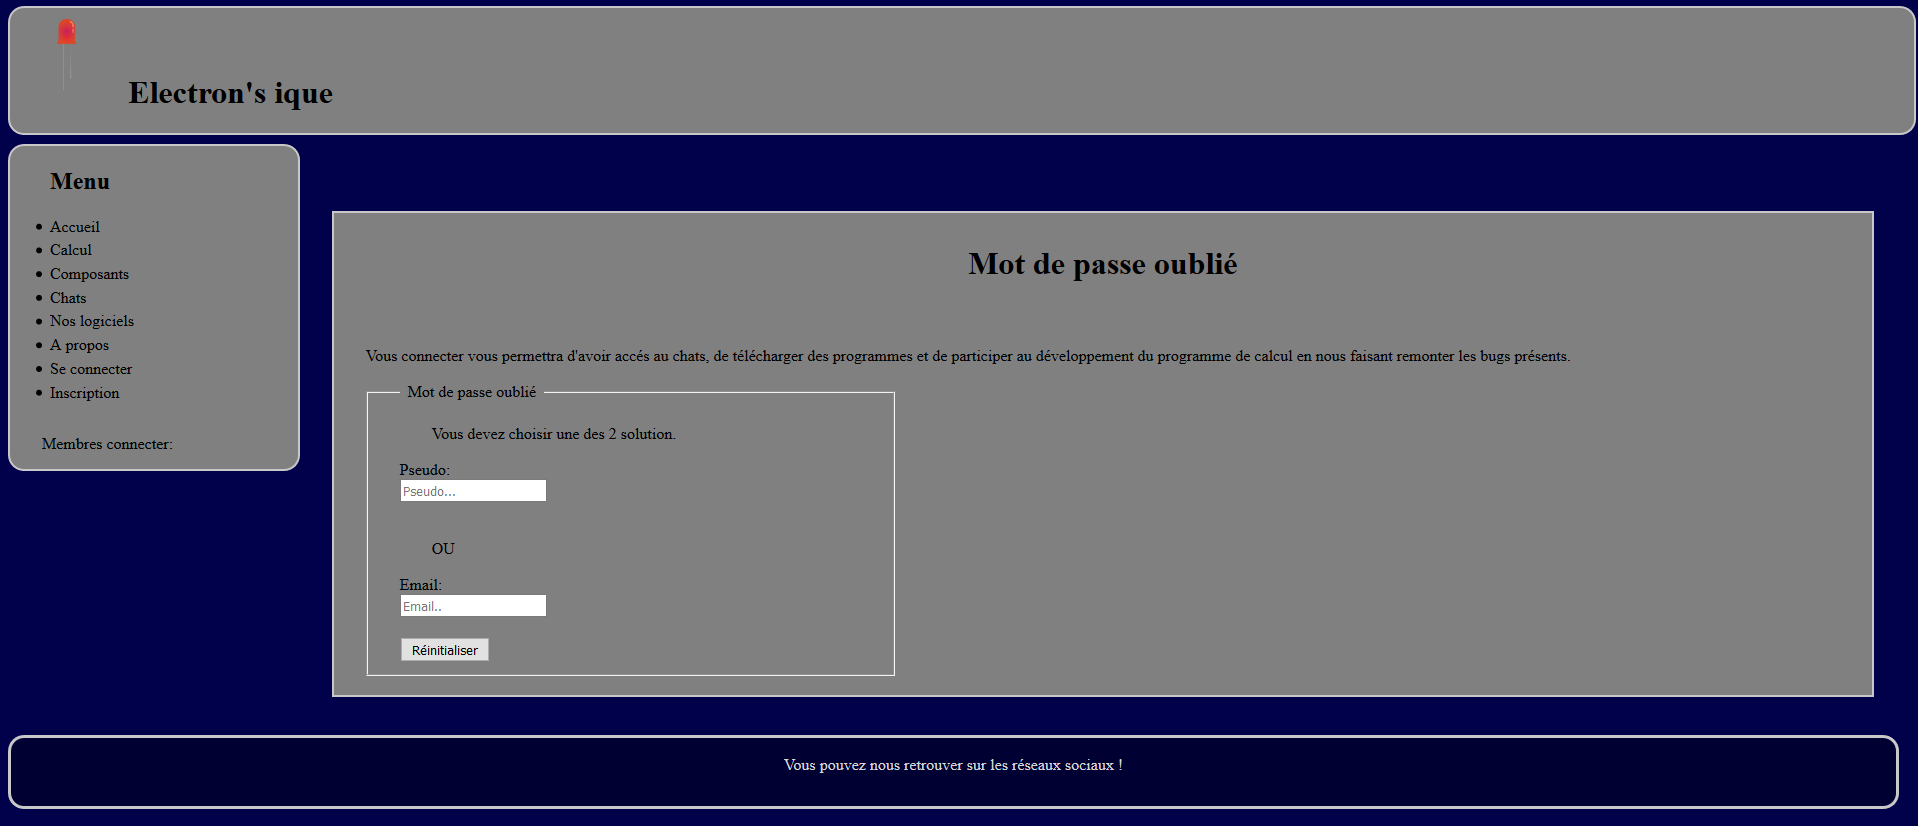 Electron's ique
Menu
Accueil
Calcul
Composants
Chats
Nos logiciels
A propos
Se connecter
Inscription
Membres connecter:
Mot de passe oublié
Vous connecter vous permettra d'avoir accés au chats, de télécharger des programmes et de participer au développement du programme de calcul en nous faisant remonter les bugs présents.
Mot de passe oublié
Vous devez choisir une des 2 solution.
Pseudo:
Pseudo...
OU
Email:
Email..
Réinitialiser
Vous pouvez nous retrouver sur les réseaux sociaux !